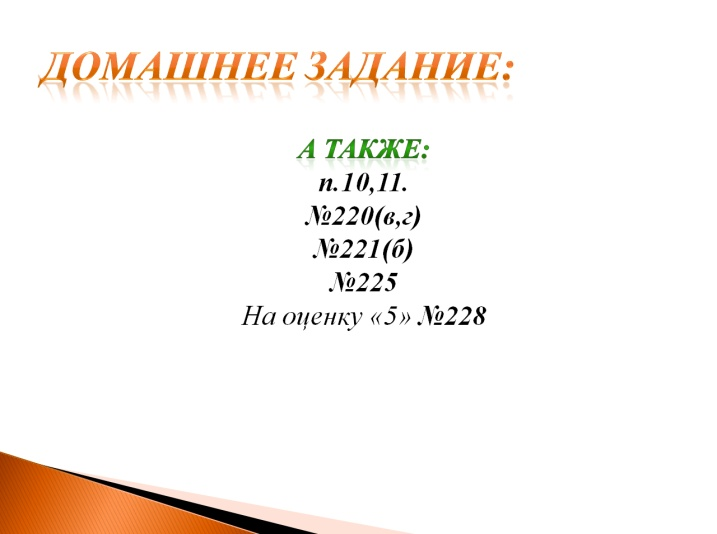 ДОМАШНЕЕ ЗАДАНИЕ:
А ТАКЖЕ:
п.10,11.
№220(в,г)
№221(б)
№225
На оценку «5» №228